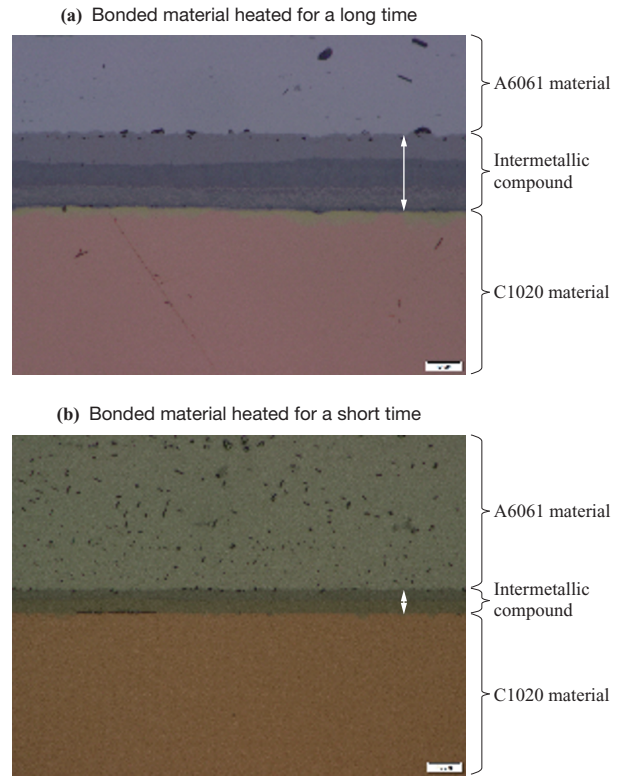 (a) Bonded material heated for a long time
A6061 material
Intermetallic
compound
C1020 material
(b) Bonded material heated for a short time
A6061 material
Intermetallic
compound
C1020 material